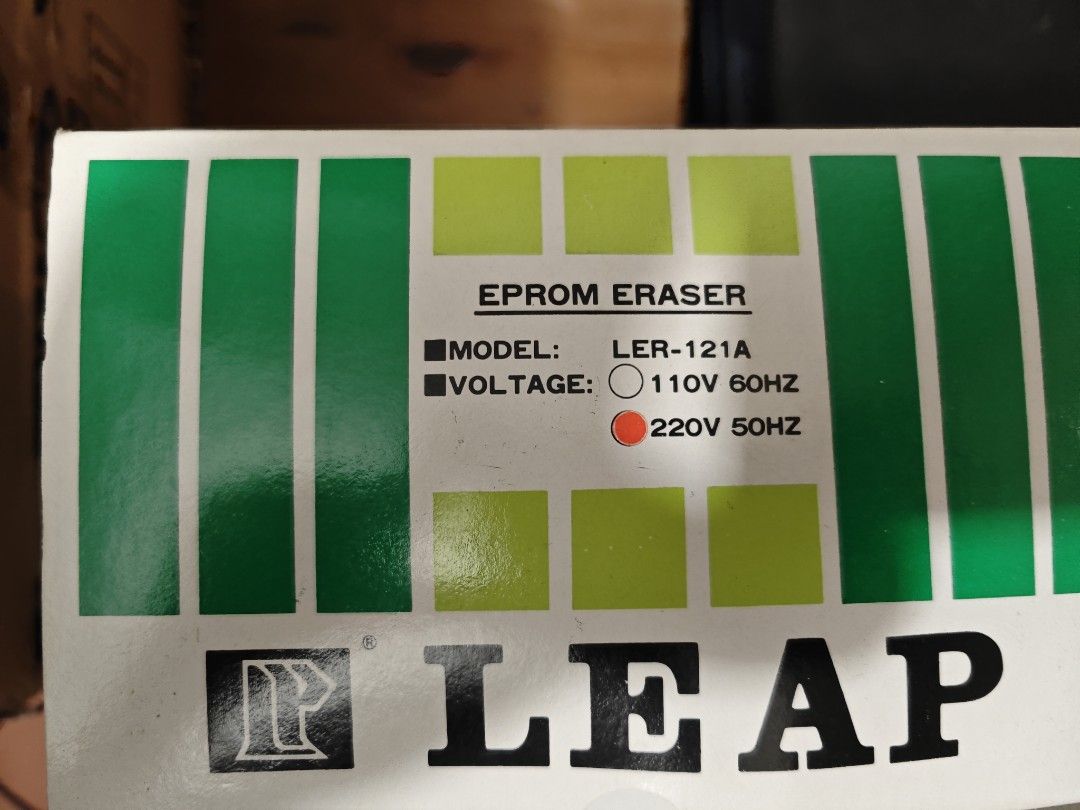 EPROM ERASER
MODEL: LER-121A
VOLTAGE: 110V 60HZ
220V 50HZ
®
LEAP